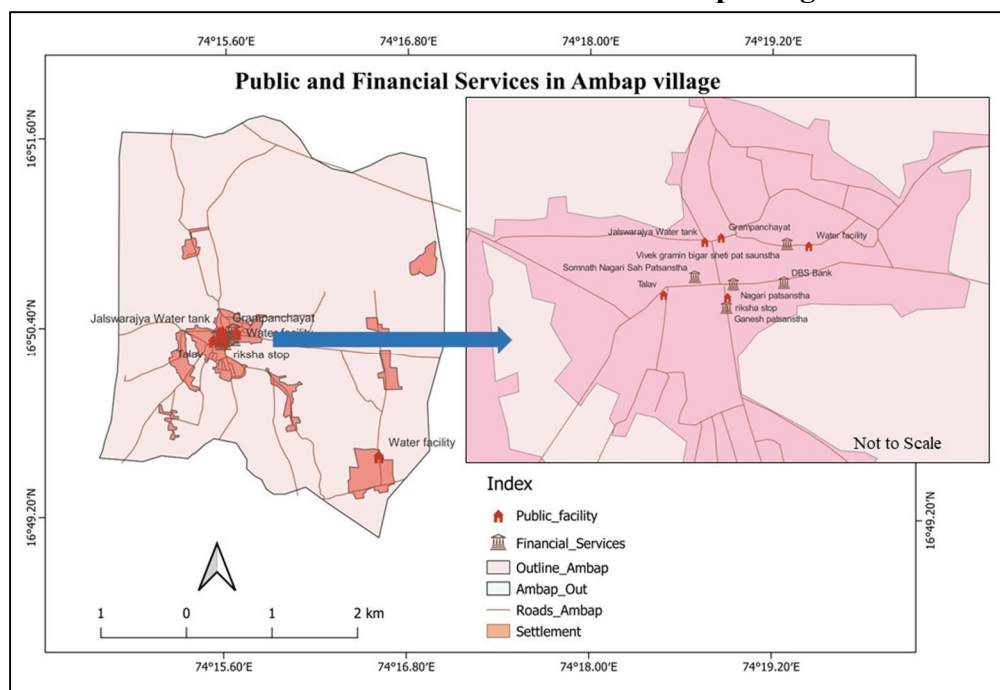 74°15.60'E 74°16.80'E 74°18.00'E 74°19.20'E
Public and Financial Services in Ambap village
16°51.60'N
16°50.40'N
16°49.20'N
Jalswarajya Water tank
Grampanchayat
Water facility
Talav
riksha stop
Water facility
Jalswarajya Water tank
Grampanchayat
Water facility
Vivek gramin bigar sheti pat saunstha
Somnath Nagari Sah Patsanstha
DBS Bank
Talav
Nagari patsanstha
riksha stop
Ganesh patsanstha
Not to Scale
Index
Public_facility
Financial_Services
Outline_Ambap
Ambap_Out
Roads_Ambap
Settlement
16°49.20'N
1 0 1 2 km
74°15.60'E 74°16.80'E 74°18.00'E 74°19.20'E